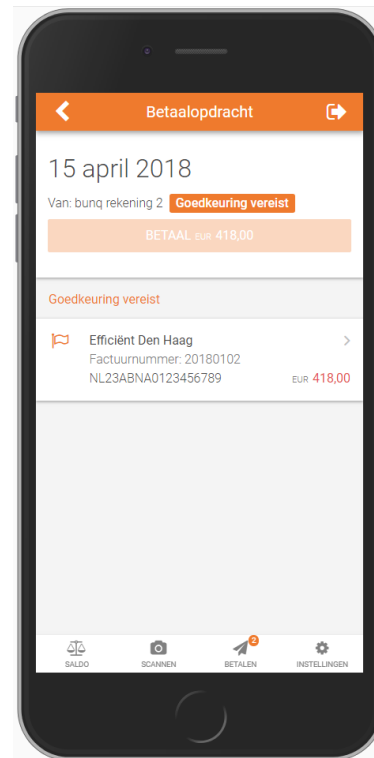 Betaalopdracht
15 april 2018
Van: bunq rekening 2 Goedkeuring vereist
BETAAL EUR 418,00
Goedkeuring vereist
Efficiënt Den Haag
Factuurnummer: 20180102
NL23ABNA0123456789 EUR 418,00
2
SALDO SCANNEN BETALEN INSTELLINGEN